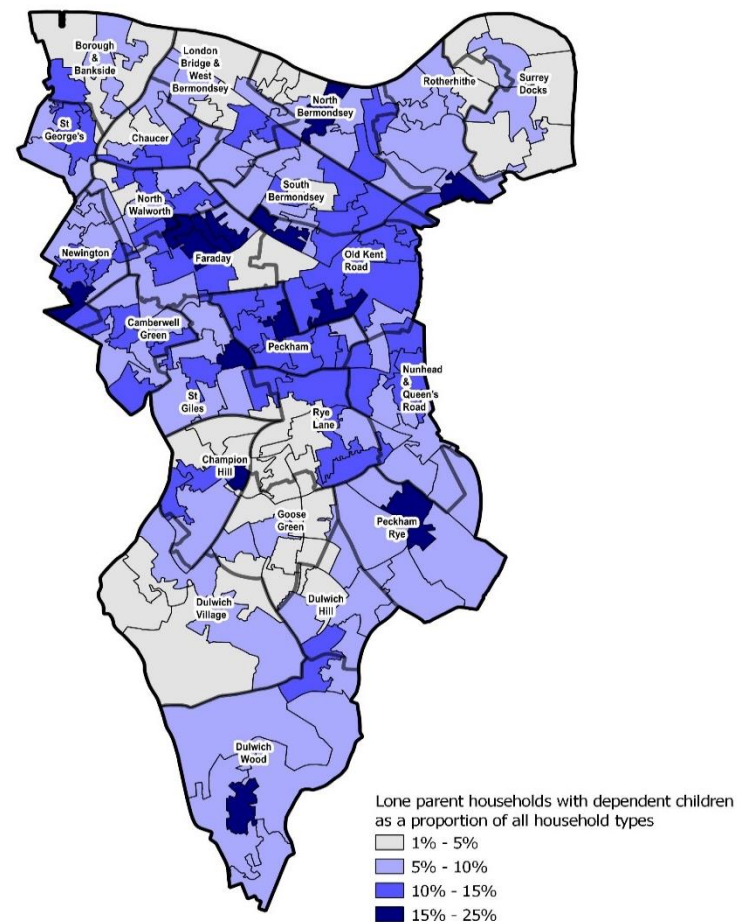 Borough
&
Bankside
London
Bridge &
West
Bermondsey
North
Bermondsey
Rotherhithe
Surrey
Docks
St
George's
Chaucer
South
Bermondsey
North
Walworth
Newington
Faraday
Old Kent
Road
Camberwell
Green
Peckham
Nunhead
&
Queen's
Road
St
Giles
Rye
Lane
Champion
Hill
Goose
Green
Peckham
Rye
Dulwich
Village
Dulwich
Hill
Dulwich
Wood
Lone parent households with dependent children
as a proportion of all household types
1% - 5%
5% - 10%
10% - 15%
15% - 25%